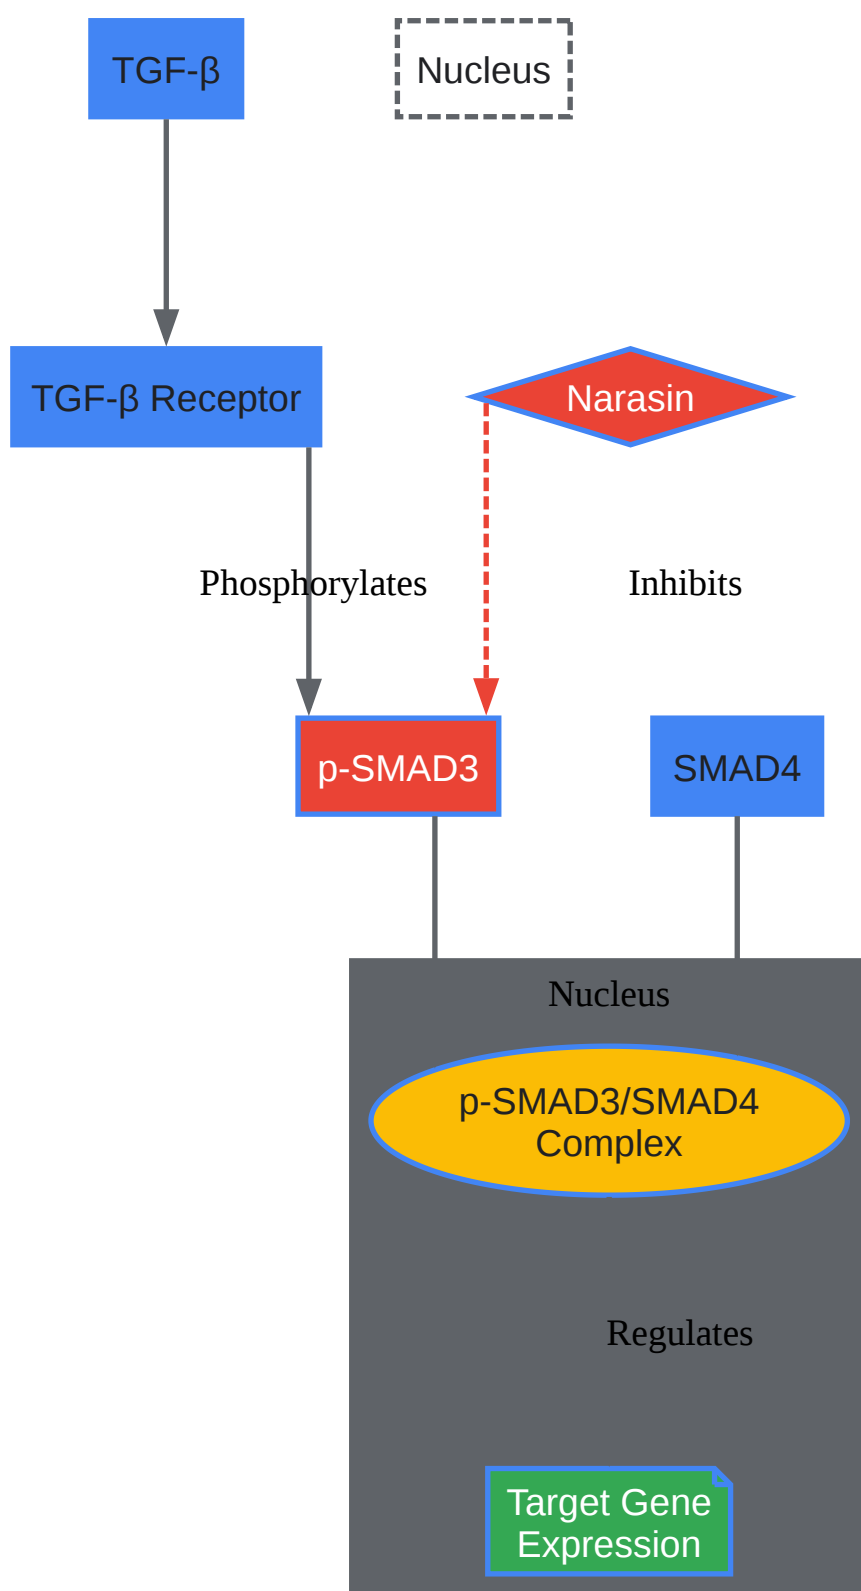 TGF-β
Nucleus
TGF-β Receptor
Narasin
Phosphorylates
Inhibits
p-SMAD3
SMAD4
Nucleus
p-SMAD3/SMAD4
Complex
Regulates
Target Gene
Expression